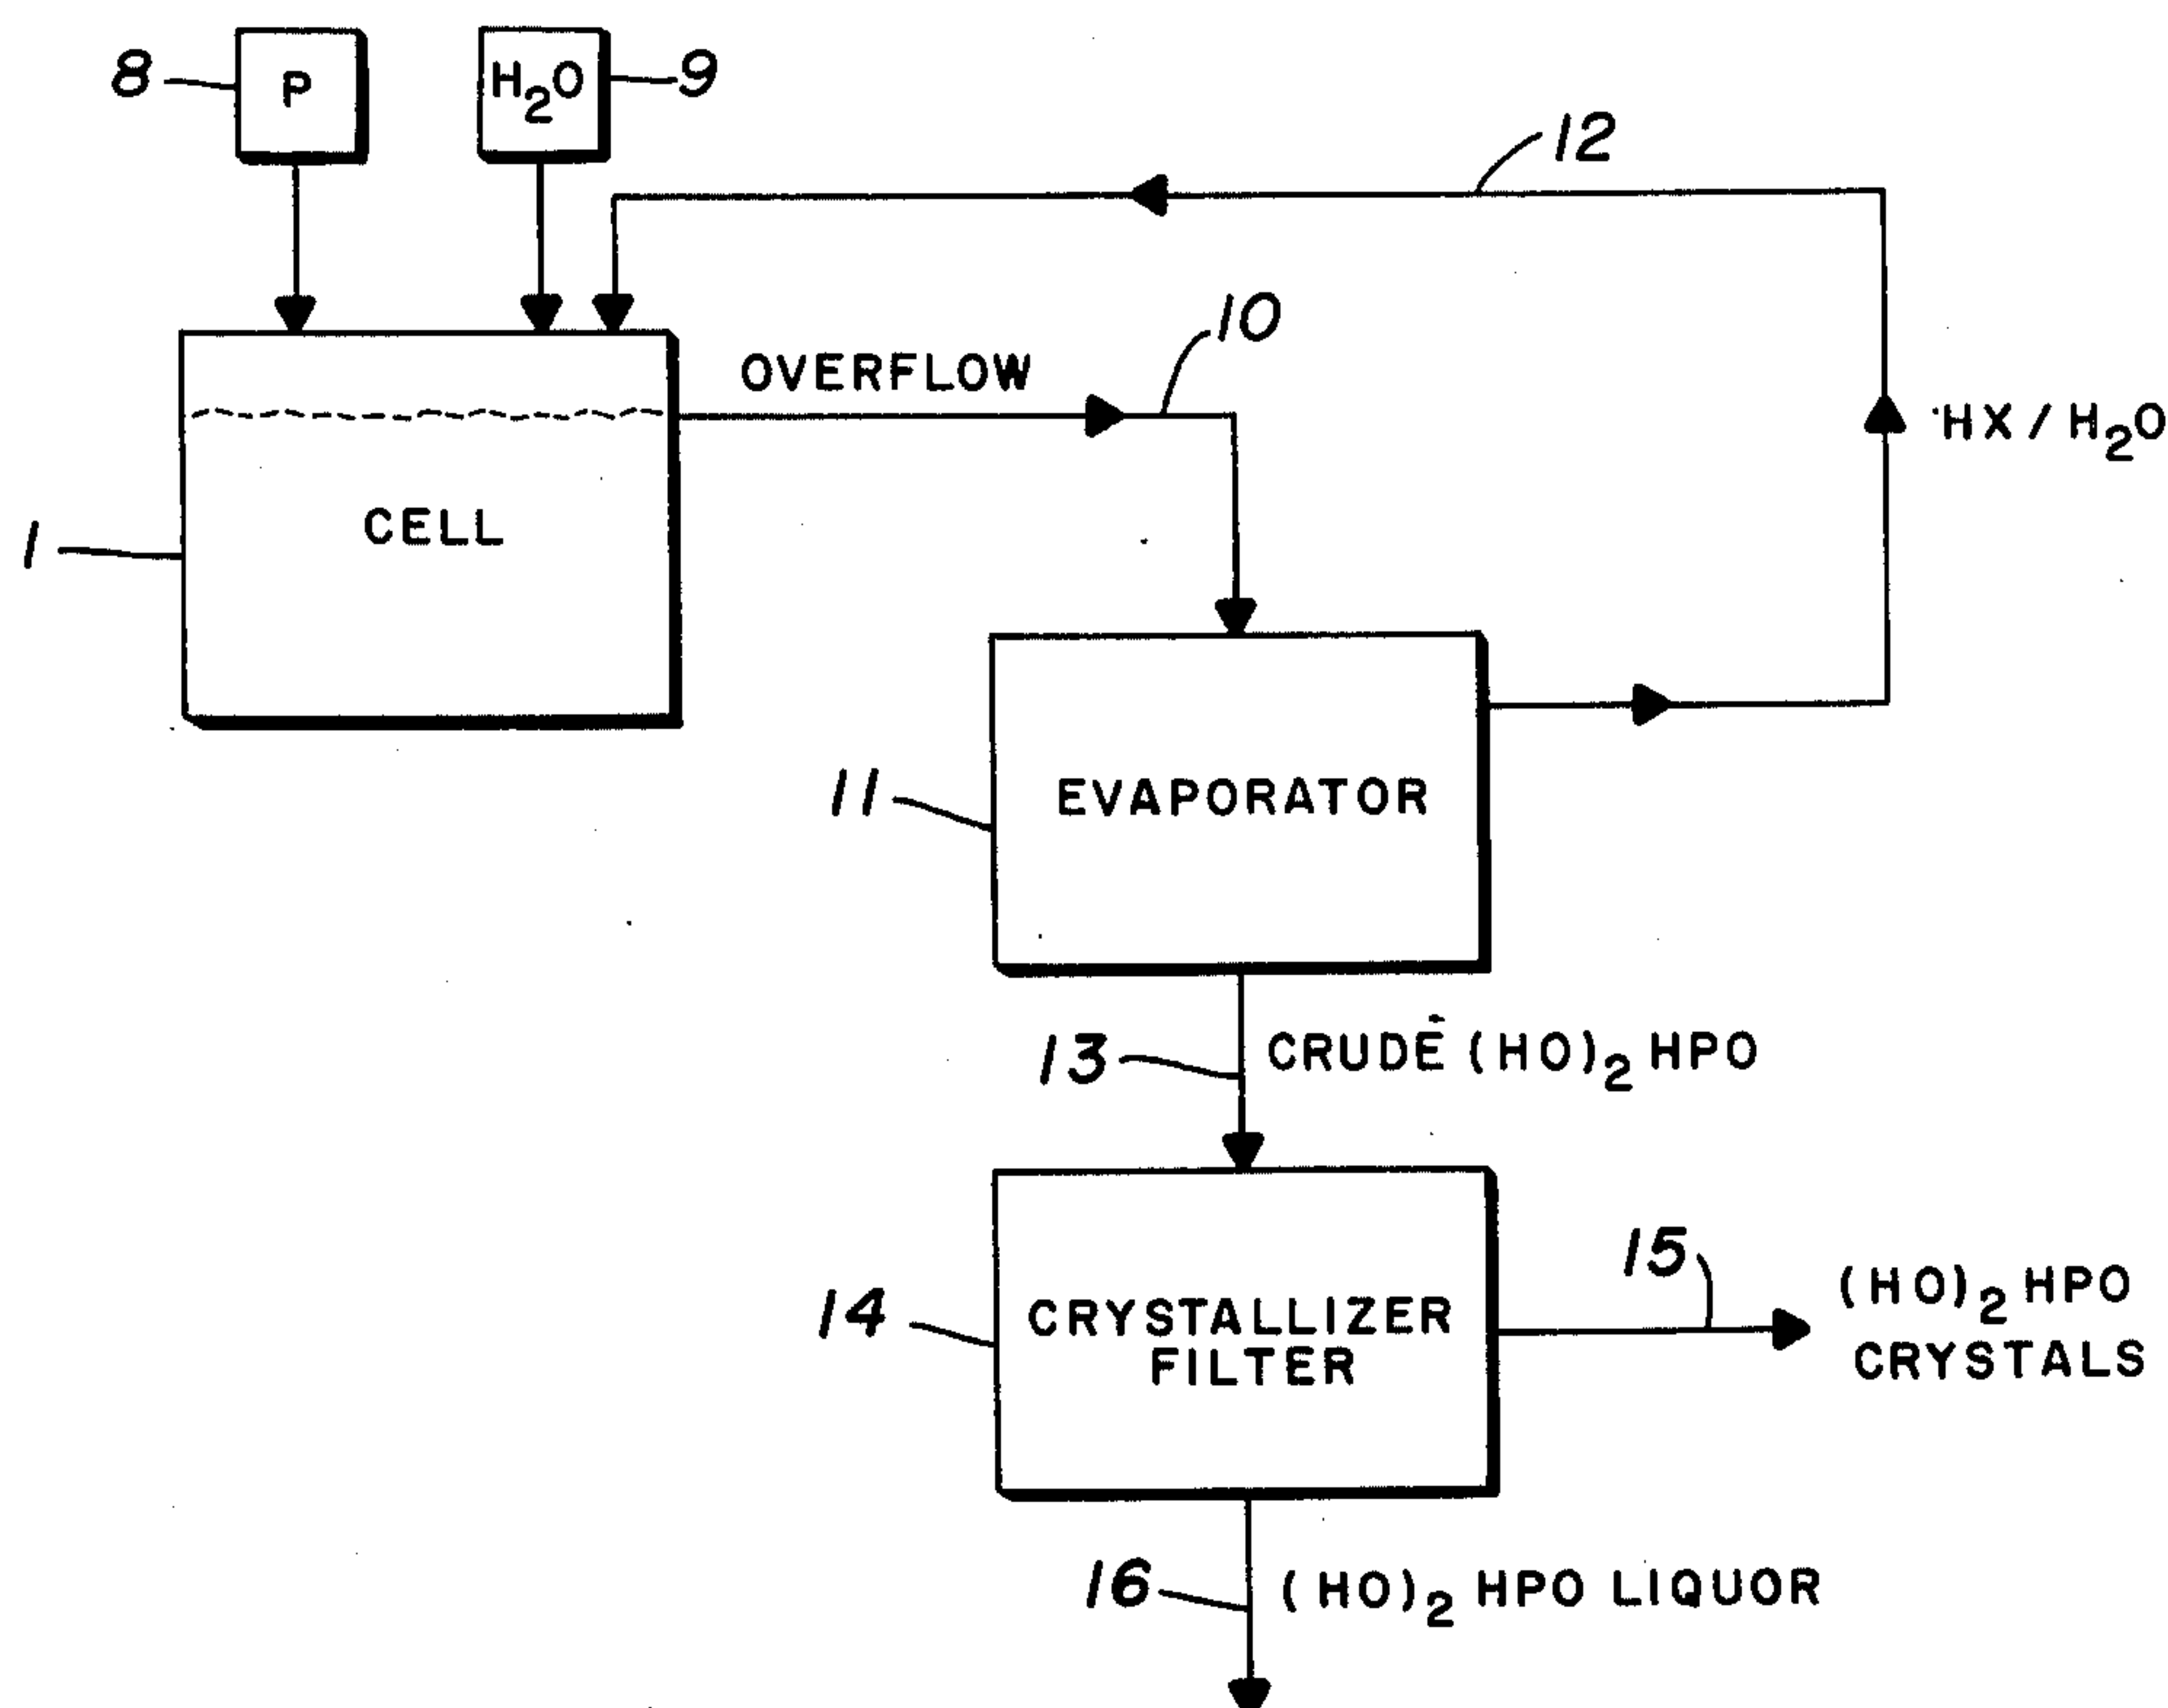 8
P
H₂O
9
12
10
OVERFLOW
HX / H₂O
CELL
1
11
EVAPORATOR
13
CRUDE (HO)₂ HPO
15
(HO)₂ HPO
CRYSTALS
14
CRYSTALLIZER
FILTER
16
(HO)₂ HPO LIQUOR